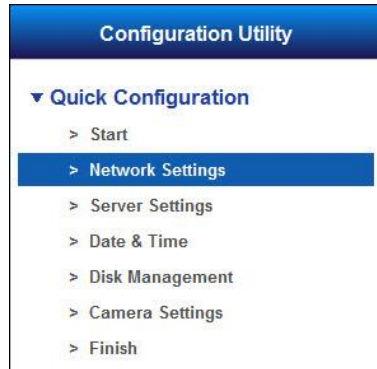 Configuration Utility
▼ Quick Configuration
> Start
> Network Settings
> Server Settings
> Date & Time
> Disk Management
> Camera Settings
> Finish